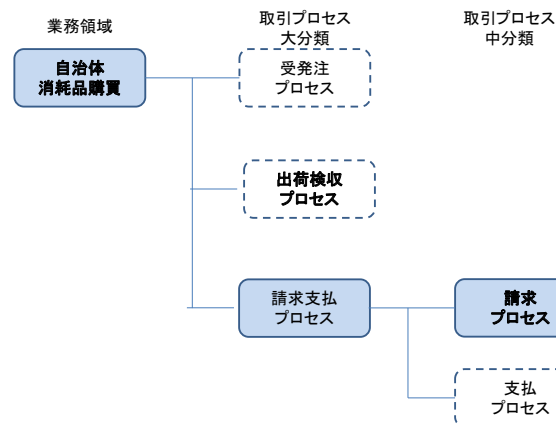 業務領域
取引プロセス
大分類
取引プロセス
中分類
自治体
消耗品購買
受発注
プロセス
出荷検収
プロセス
請求支払
プロセス
請求
プロセス
支払
プロセス